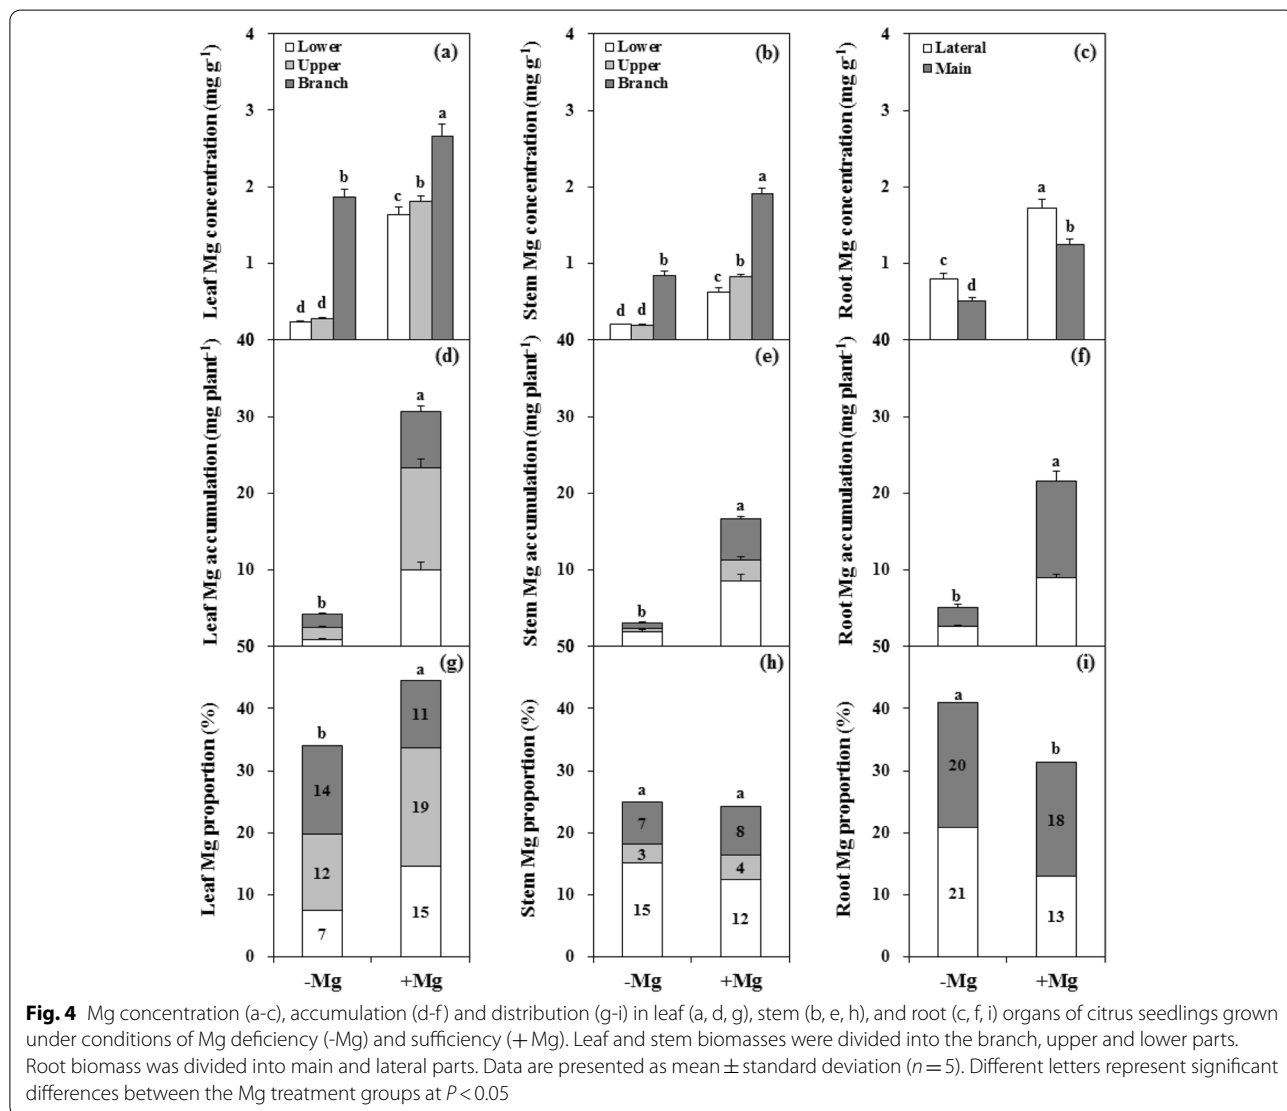 4
3
2
1
Leaf Mg concentration (mg g⁻¹)
Lower
Upper
Branch
(a)
d
d
b
c
b
a
4
3
2
1
Stem Mg concentration (mg g⁻¹)
Lower
Upper
Branch
(b)
d
d
b
c
b
a
4
3
2
1
Root Mg concentration (mg g⁻¹)
Lateral
Main
(c)
c
d
a
b
40
30
20
10
Leaf Mg accumulation (mg plant⁻¹)
(d)
b
a
40
30
20
10
Stem Mg accumulation (mg plant⁻¹)
(e)
b
a
40
30
20
10
Root Mg accumulation (mg plant⁻¹)
(f)
b
a
50
40
30
20
10
0
Leaf Mg proportion (%)
(g)
b
14
12
7
a
11
19
15
-Mg +Mg
50
40
30
20
10
0
Stem Mg proportion (%)
(h)
a
7
3
15
a
8
4
12
-Mg +Mg
50
40
30
20
10
0
Root Mg proportion (%)
(i)
a
20
21
b
18
13
-Mg +Mg
Fig. 4 Mg concentration (a-c), accumulation (d-f) and distribution (g-i) in leaf (a, d, g), stem (b, e, h), and root (c, f, i) organs of citrus seedlings grown
under conditions of Mg deficiency (-Mg) and sufficiency (+ Mg). Leaf and stem biomasses were divided into the branch, upper and lower parts.
Root biomass was divided into main and lateral parts. Data are presented as mean ± standard deviation (n = 5). Different letters represent significant
differences between the Mg treatment groups at P < 0.05